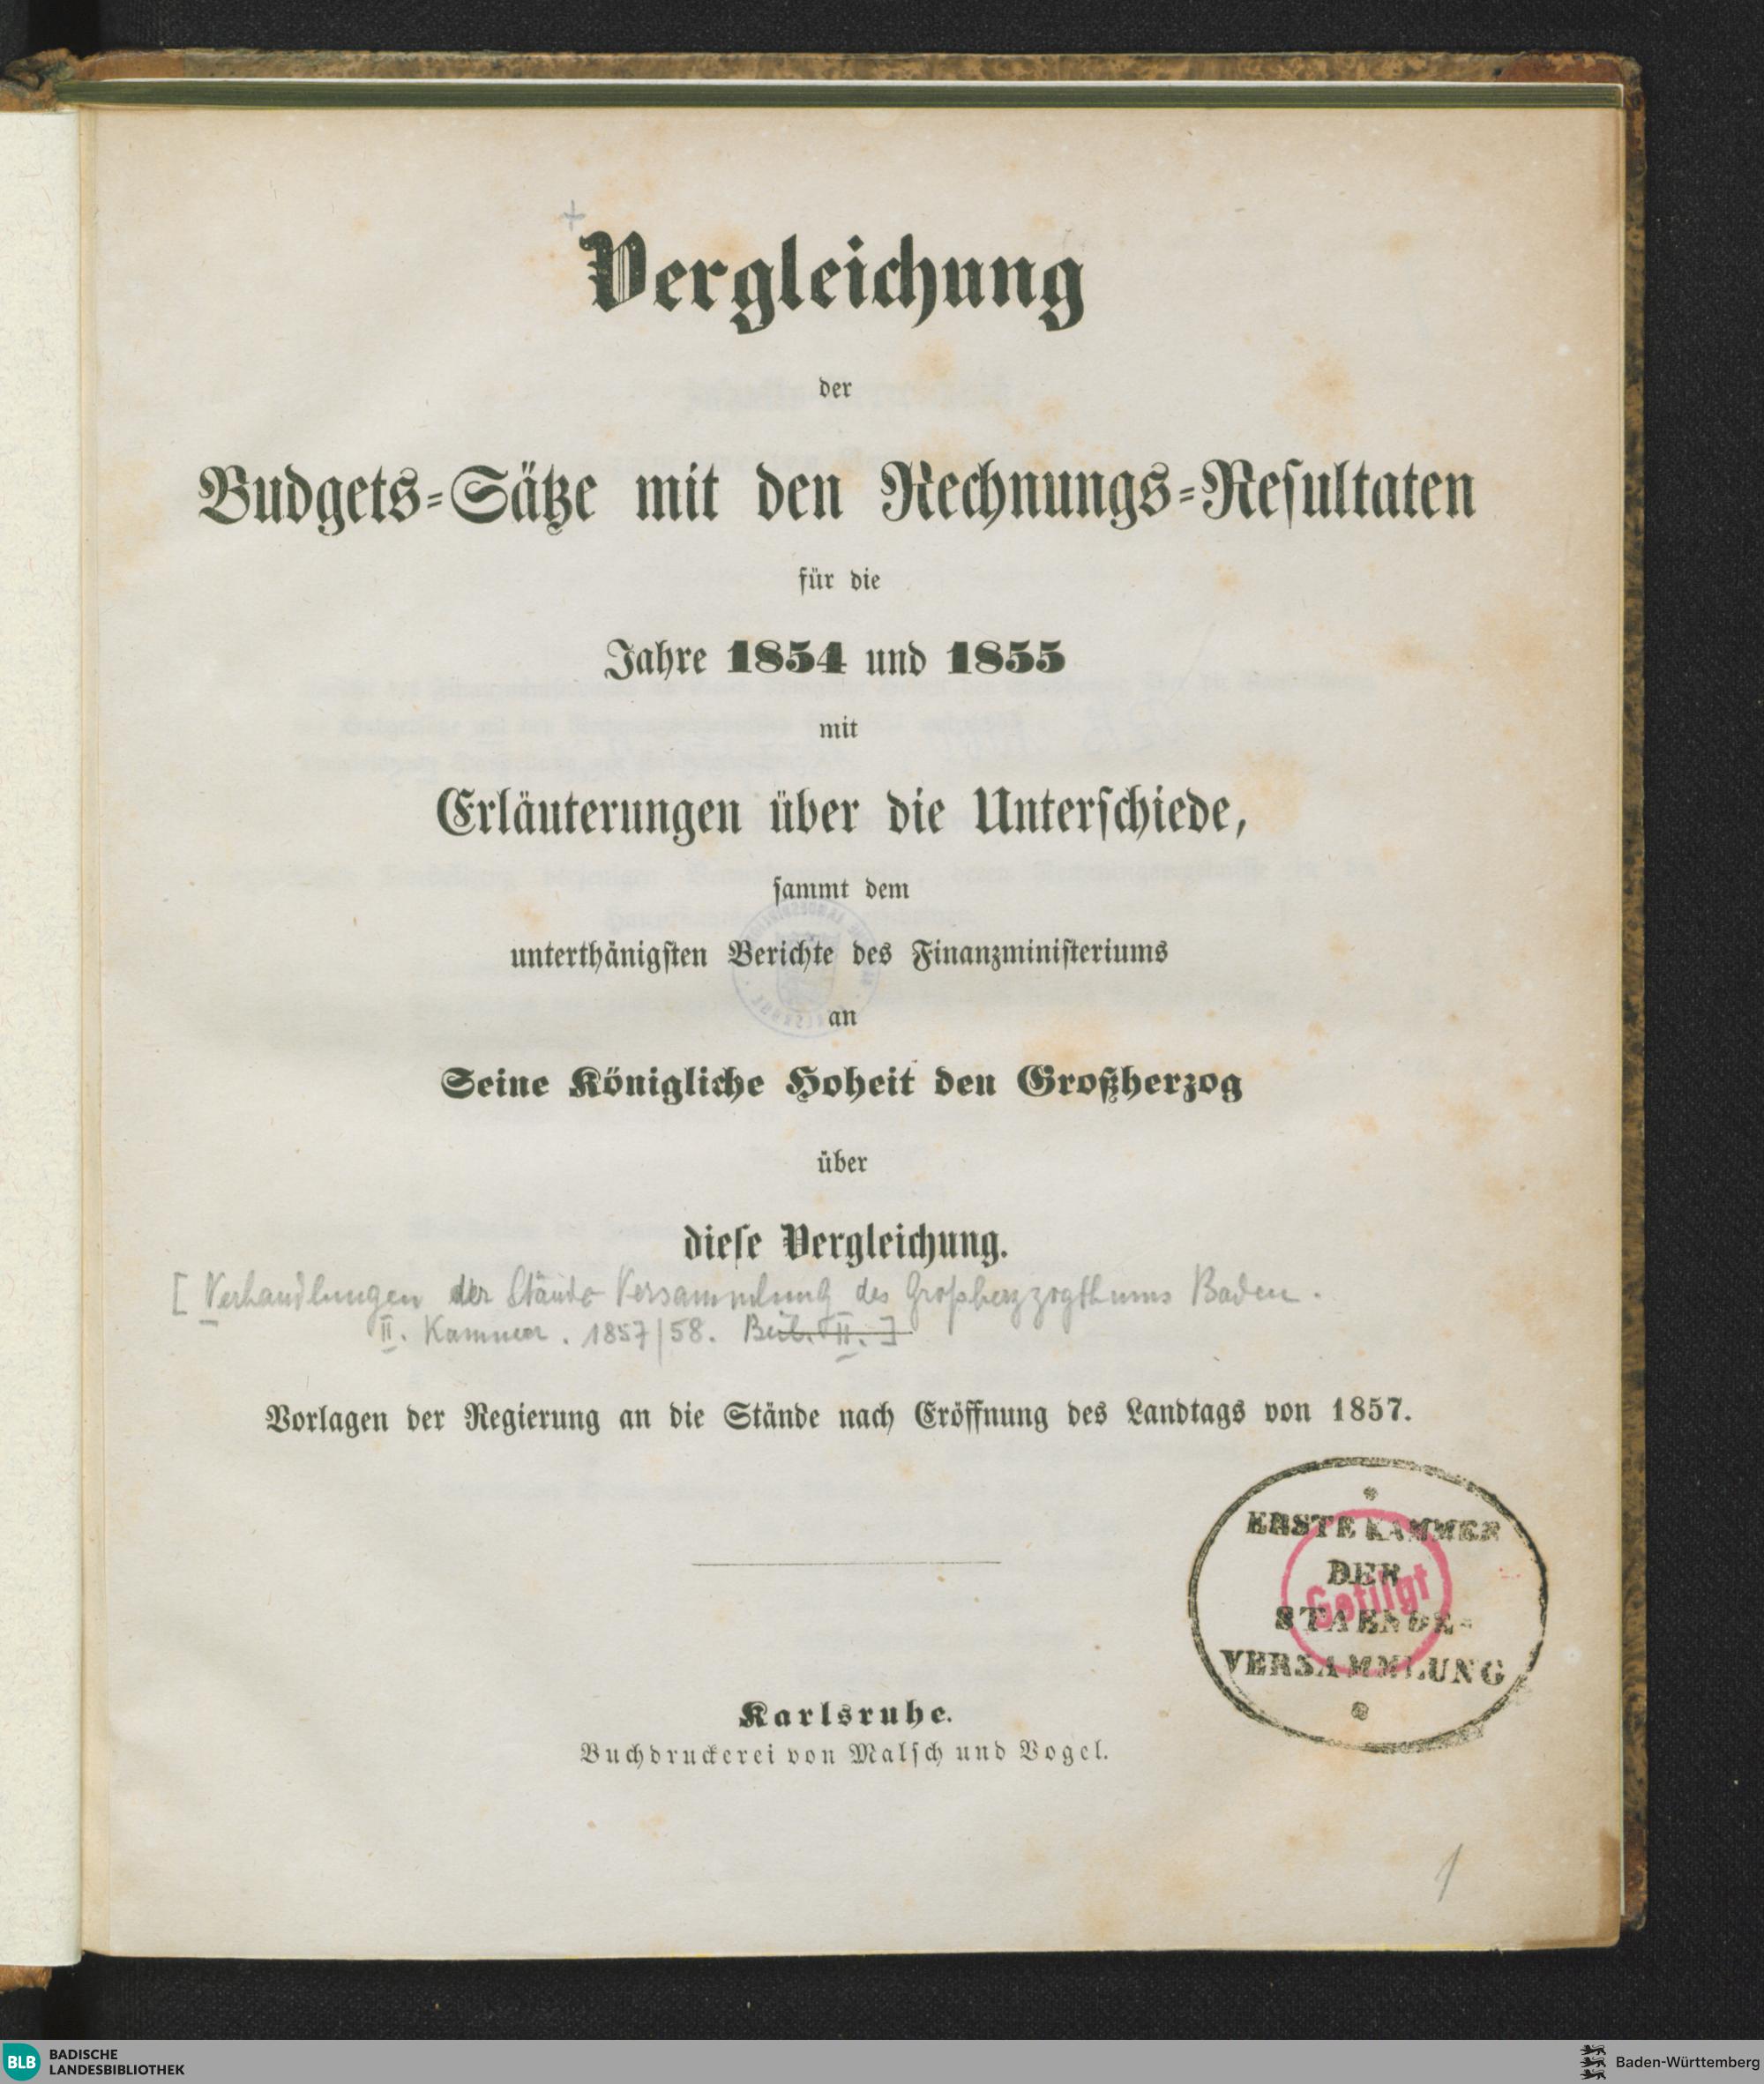 Vergleichung
der
Budgets-Sätze mit den Rechnungs-Resultaten
für die
Jahre 1854 und 1855
mit
Erläuterungen über die Unterschiede,
sammt dem
unterthänigsten Berichte des Finanzministeriums
an
Seine Königliche Hoheit den Großherzog
über
diese Vergleichung.
[Verhandlungen der Stände Versammlung des Großherzogthums Baden.
II. Kammer. 1857/58. Beil. II.]
Vorlagen der Regierung an die Stände nach Eröffnung des Landtags von 1857.
ERSTE KAMMER
DER
STAENDE-
VERSAMMLUNG
Getilgt
Karlsruhe.
Buchdruckerei von Malsch und Vogel.
1
BLB BADISCHE
LANDESBIBLIOTHEK
Baden-Württemberg